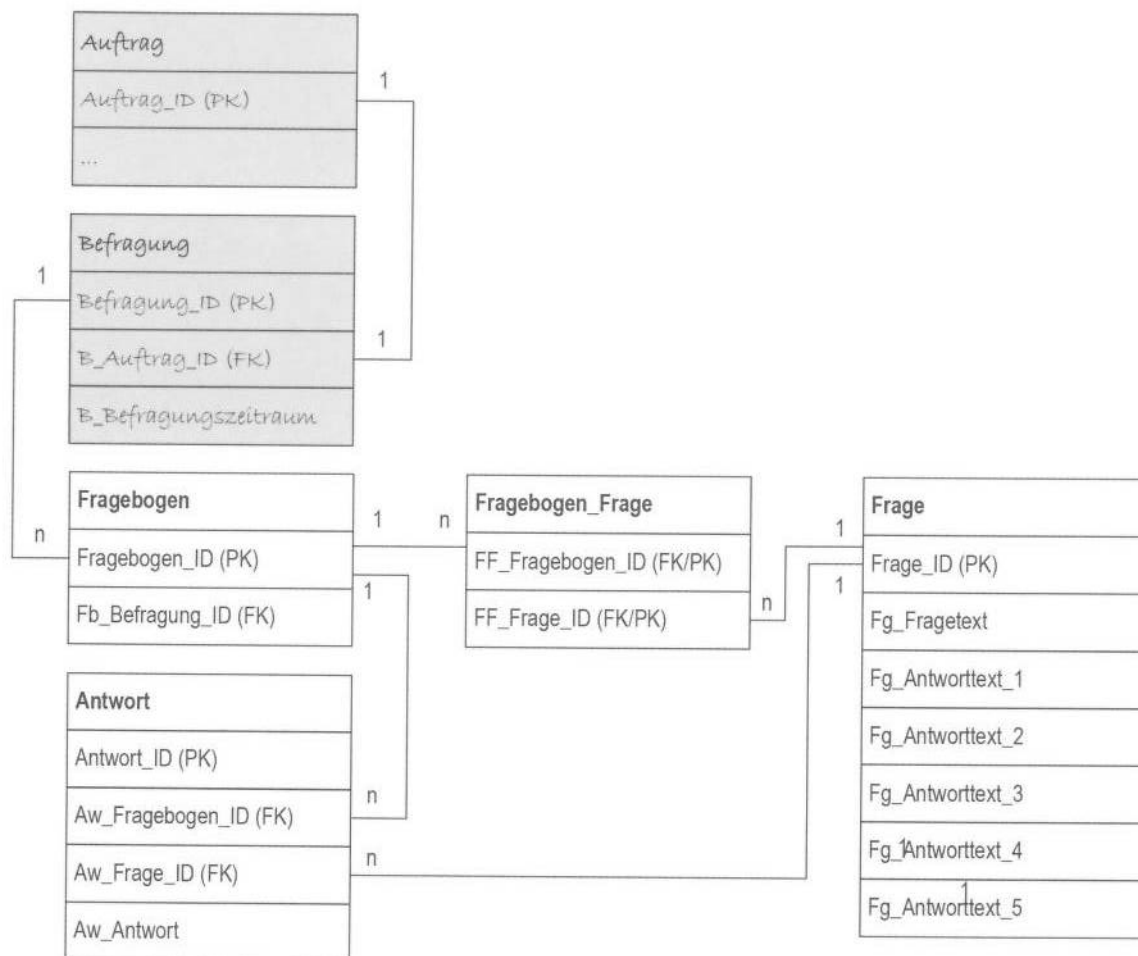 Auftrag
Auftrag_ID (PK)
...
1
Befragung
Befragung_ID (PK)
B_Auftrag_ID (FK)
B_Befragungszeitraum
1
1
Fragebogen
Fragebogen_ID (PK)
Fb_Befragung_ID (FK)
n
1
n
1
Fragebogen_Frage
FF_Fragebogen_ID (FK/PK)
FF_Frage_ID (FK/PK)
n
1
1
Frage
Frage_ID (PK)
Fg_Fragetext
Fg_Antworttext_1
Fg_Antworttext_2
Fg_Antworttext_3
Fg_Antworttext_4
1
Fg_Antworttext_5
1
Antwort
Antwort_ID (PK)
Aw_Fragebogen_ID (FK)
n
Aw_Frage_ID (FK)
n
Aw_Antwort